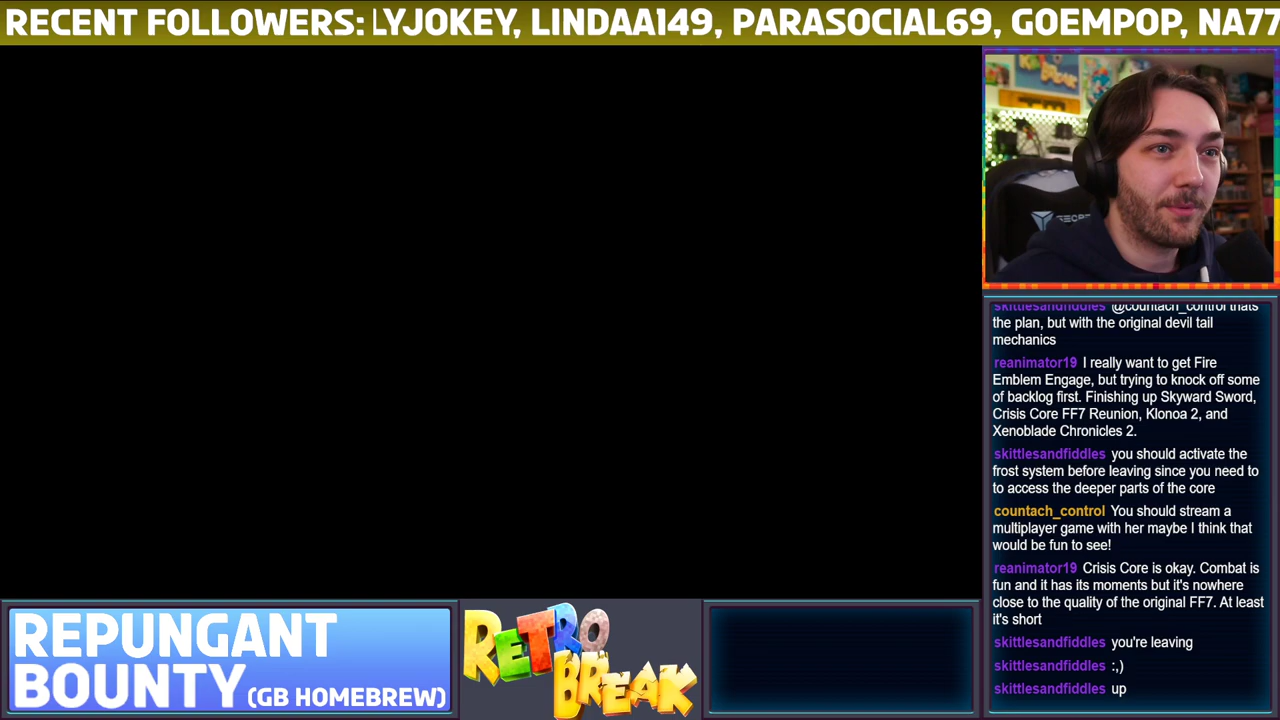 RECENT FOLLOWERS: LYJOKEY, LINDAA149, PARASOCIAL69, GOEMPOP, NA77
SECRE
skittlesandfiddles @countach_control thats
the plan, but with the original devil tail
mechanics
reanimator19 I really want to get Fire
Emblem Engage, but trying to knock off some
of backlog first. Finishing up Skyward Sword,
Crisis Core FF7 Reunion, Klonoa 2, and
Xenoblade Chronicles 2.
skittlesandfiddles you should activate the
frost system before leaving since you need to
to access the deeper parts of the core
countach_control You should stream a
multiplayer game with her maybe I think that
would be fun to see!
reanimator19 Crisis Core is okay. Combat is
fun and it has its moments but it's nowhere
close to the quality of the original FF7. At least
it's short
skittlesandfiddles you're leaving
skittlesandfiddles :,)
skittlesandfiddles up
REPUNGANT
BOUNTY (GB HOMEBREW)
RETRO
BREAK